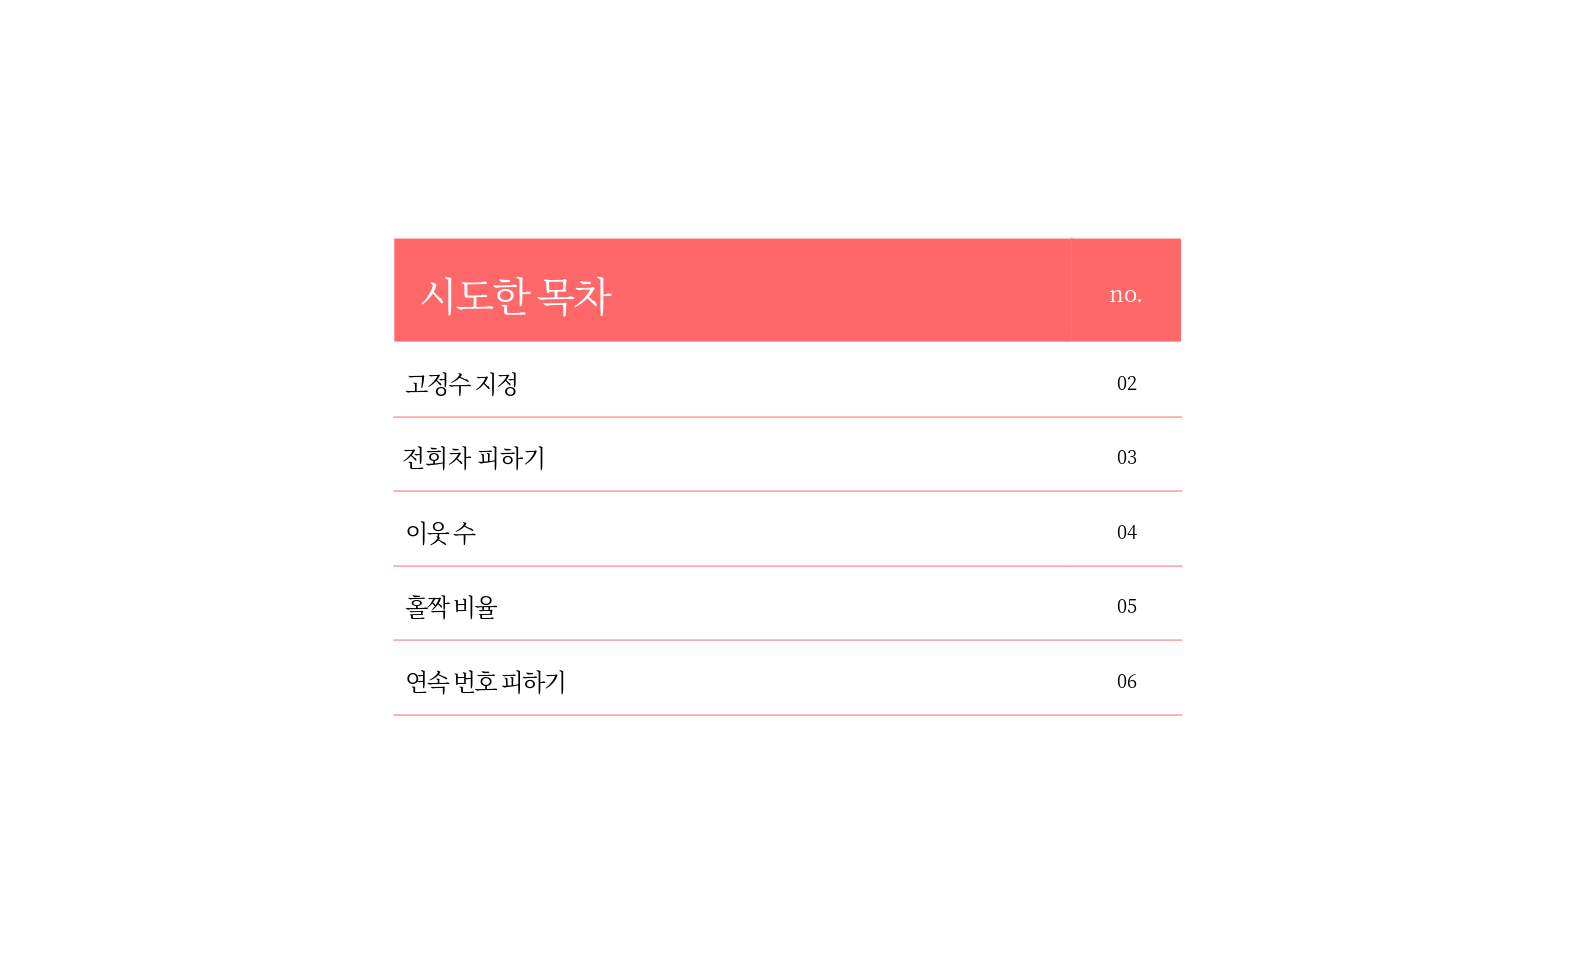 시도한 목차 no.
고정수 지정 02
전회차 피하기 03
이웃 수 04
홀짝 비율 05
연속 번호 피하기 06